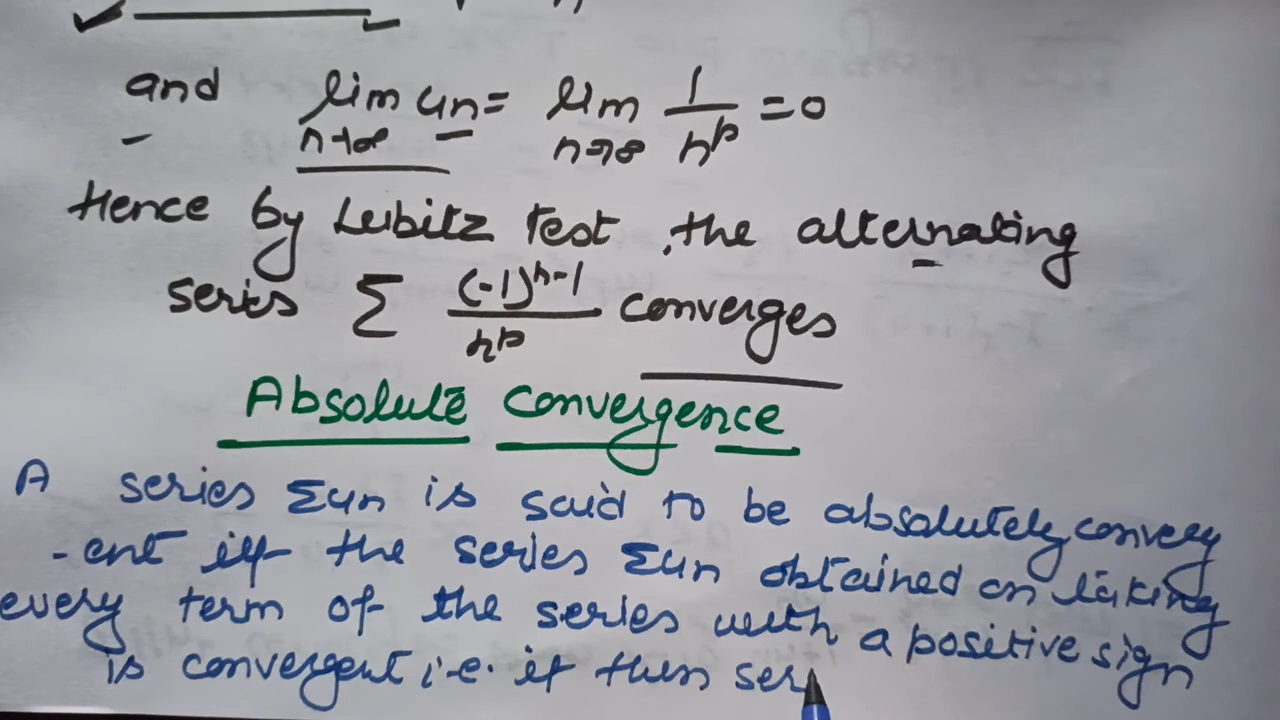 and lim un = lim 1/n^p = 0
n→∞ n→∞
Hence by Leibitz Test, the alternating
series Σ (-1)^n-1/n^p converges
Absolute Convergence
A series Σun is said to be absolutely converg
-ent if the series Σun obtained on taking
every term of the series with a positive sign
is convergent i.e. if then ser